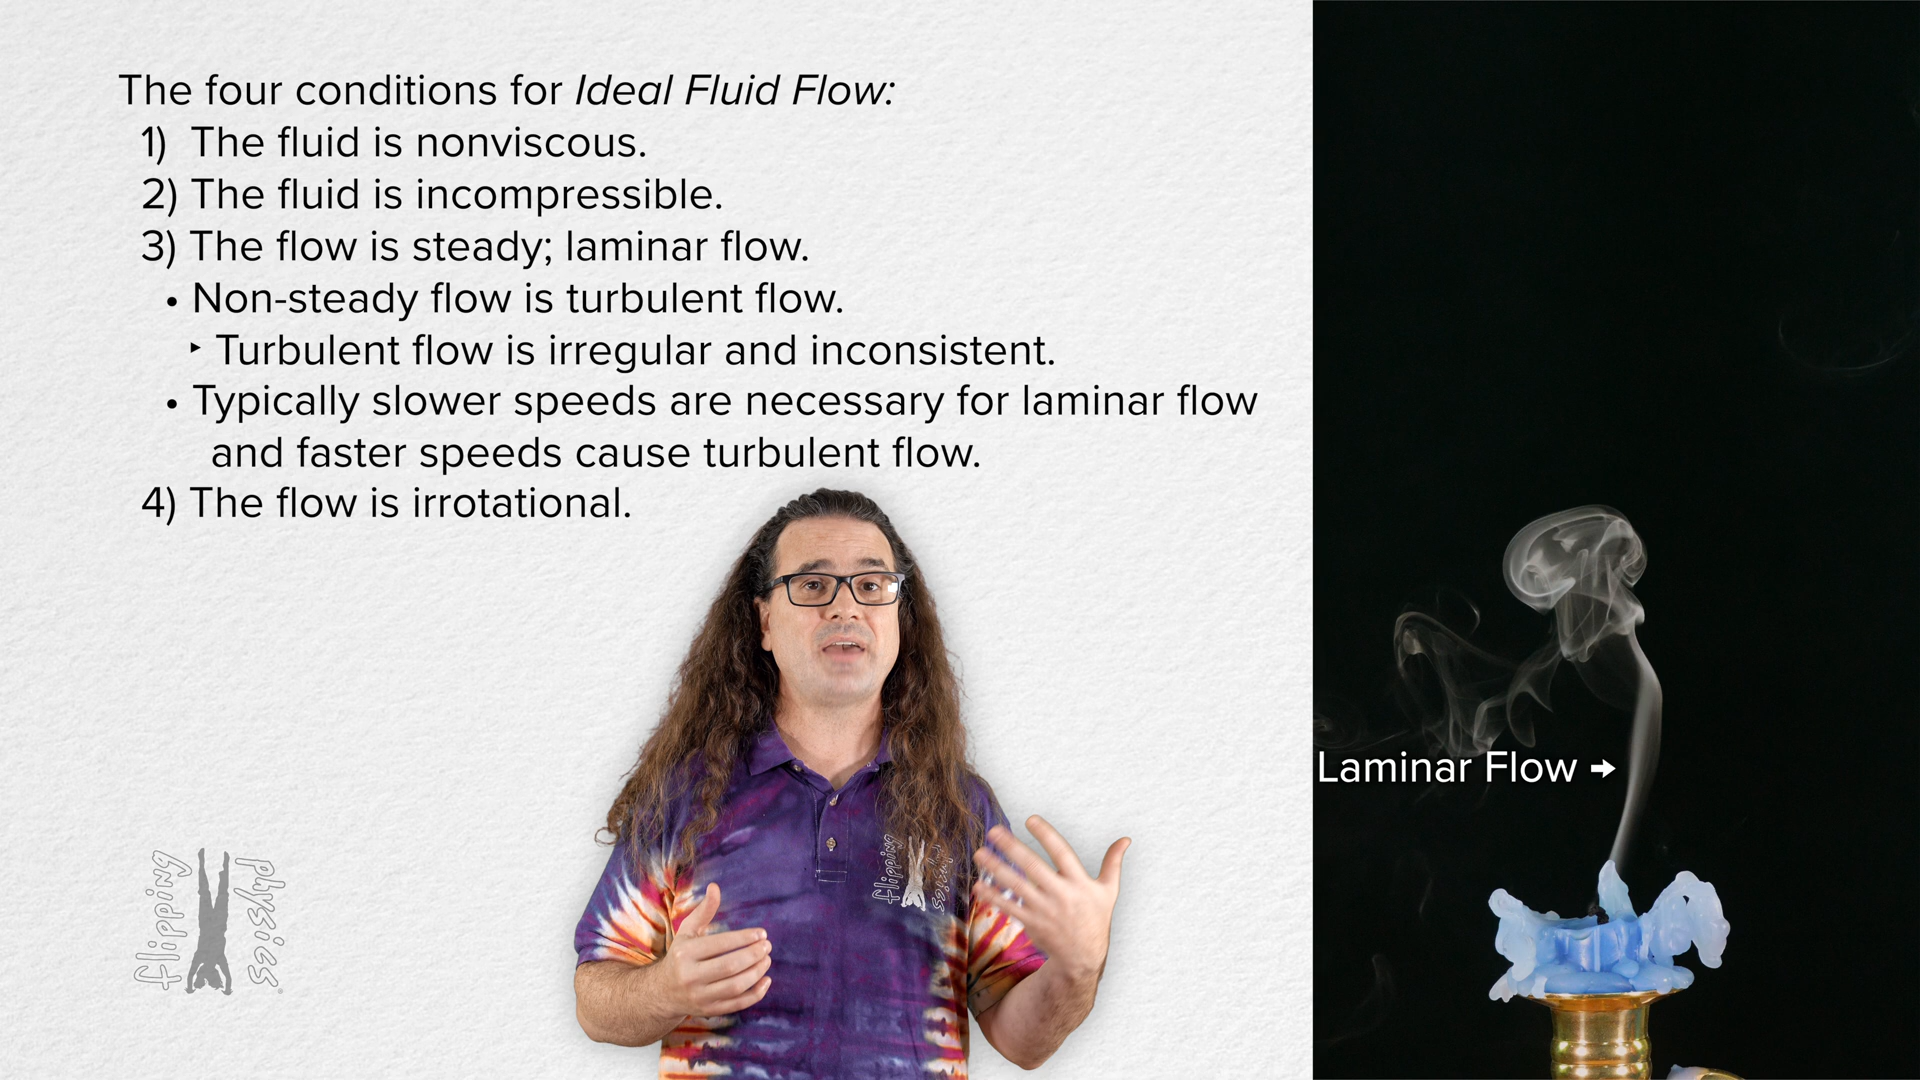 The four conditions for Ideal Fluid Flow:
1) The fluid is nonviscous.
2) The fluid is incompressible.
3) The flow is steady; laminar flow.
• Non-steady flow is turbulent flow.
‣ Turbulent flow is irregular and inconsistent.
• Typically slower speeds are necessary for laminar flow
and faster speeds cause turbulent flow.
4) The flow is irrotational.
Laminar Flow →
flipping
physics
flipping
physics